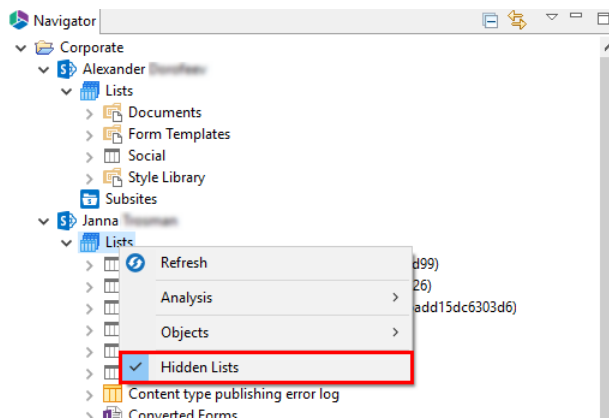 Navigator
Corporate
Alexander
Lists
Documents
Form Templates
Social
Style Library
Subsites
Janna
Lists
Refresh
d99)
Analysis
26)
add15dc6303d6)
Objects
Hidden Lists
Content type publishing error log
Converted Forms